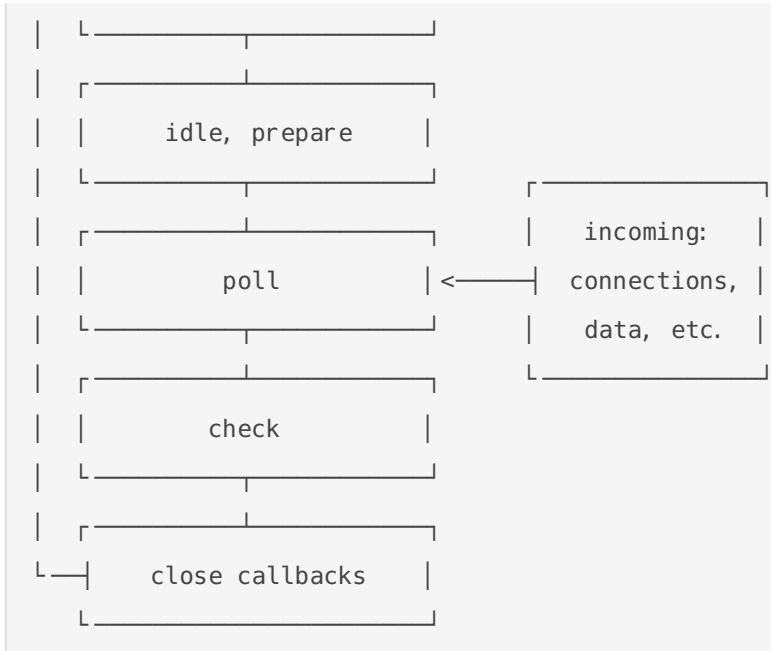 idle, prepare
incoming:
poll
connections,
data, etc.
check
close callbacks